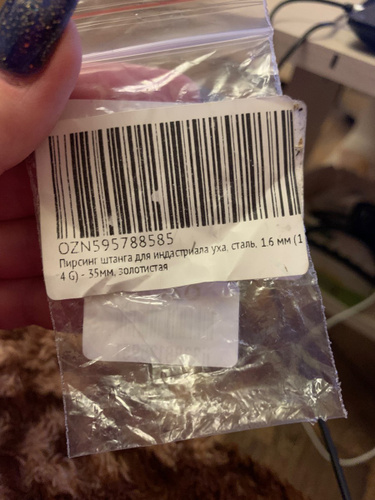 OZN595788585
Пирсинг штанга для индастриала уха, сталь, 1.6 мм (1
4 G) - 35мм, золотистая